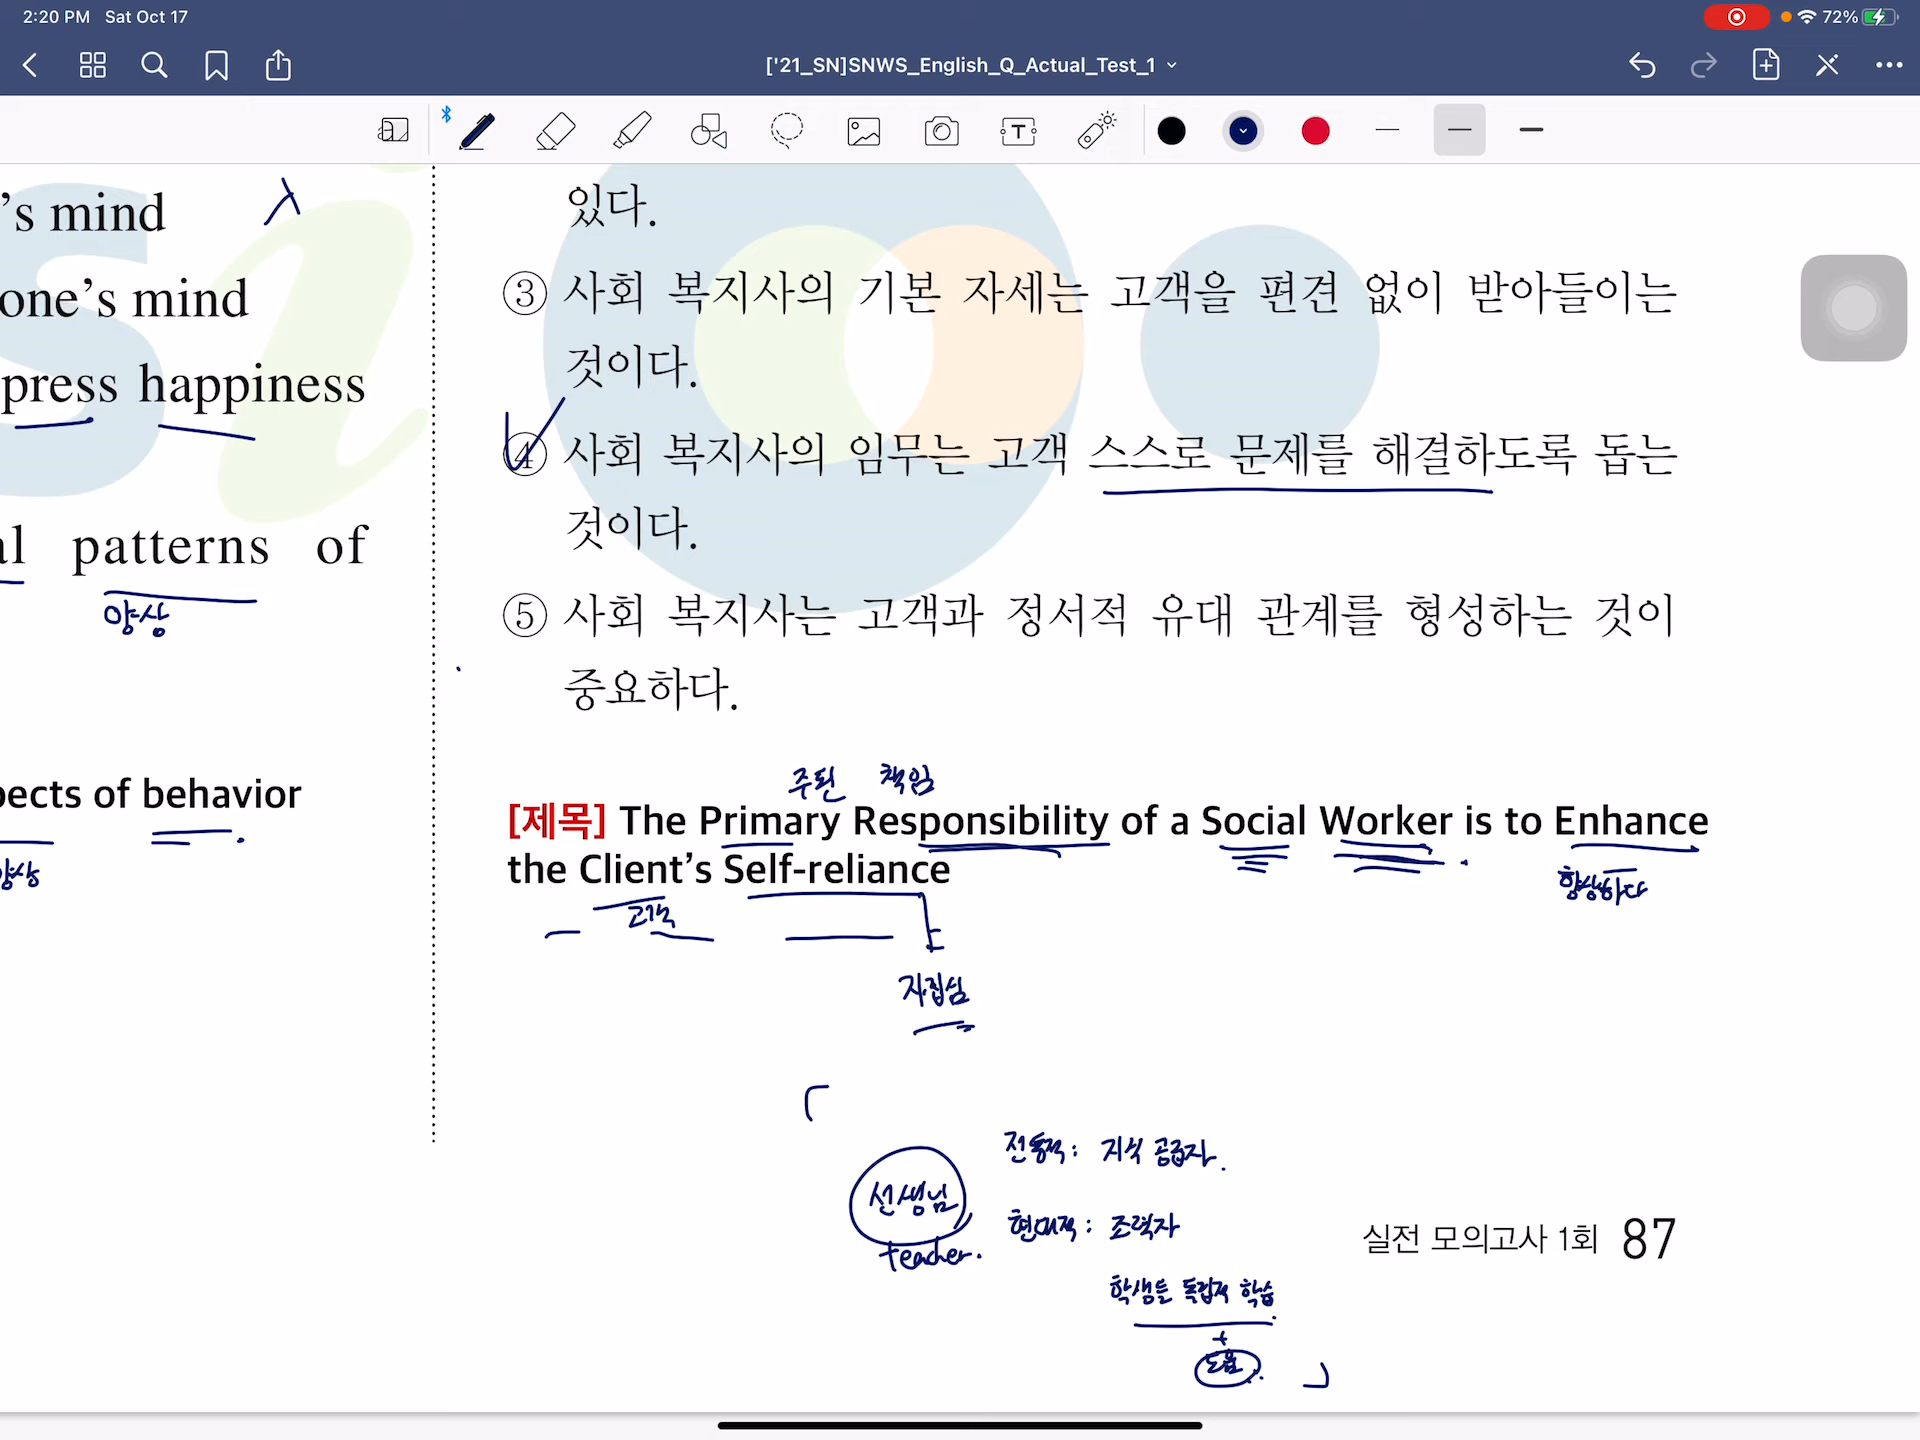 2:20 PM Sat Oct 17
72%
['21_SN]SNWS_English_Q_Actual_Test_1
's mind
one's mind
press happiness
al patterns of
양상
pects of behavior
양상
있다.
③ 사회 복지사의 기본 자세는 고객을 편견 없이 받아들이는
것이다.
④ 사회 복지사의 임무는 고객 스스로 문제를 해결하도록 돕는
것이다.
⑤ 사회 복지사는 고객과 정서적 유대 관계를 형성하는 것이
중요하다.
주된 책임
[제목] The Primary Responsibility of a Social Worker is to Enhance
the Client's Self-reliance
향상하다
고객
자립심
전통적: 지식 공급자.
선생님
teacher.
현대적: 조력자
학생들 독립적 학습
+
도움.
실전 모의고사 1회 87